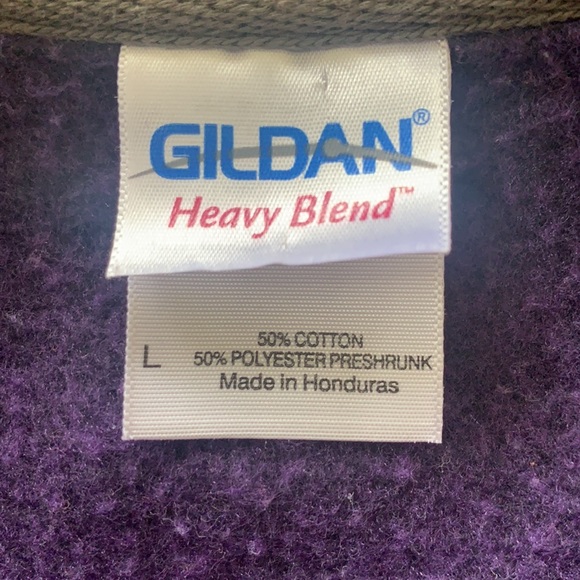 GILDAN®
Heavy Blend™
50% COTTON
L 50% POLYESTER PRESHRUNK
Made in Honduras